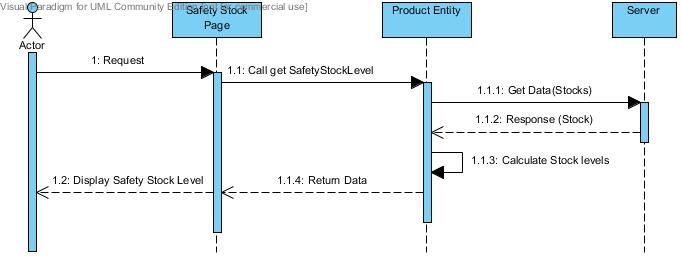 Visual Paradigm for UML Community Edition [not for commercial use]
Safety Stock
Page
Product Entity
Server
Actor
1: Request
1.1: Call get SafetyStockLevel
1.1.1: Get Data(Stocks)
1.1.2: Response (Stock)
1.1.3: Calculate Stock levels
1.2: Display Safety Stock Level
1.1.4: Return Data